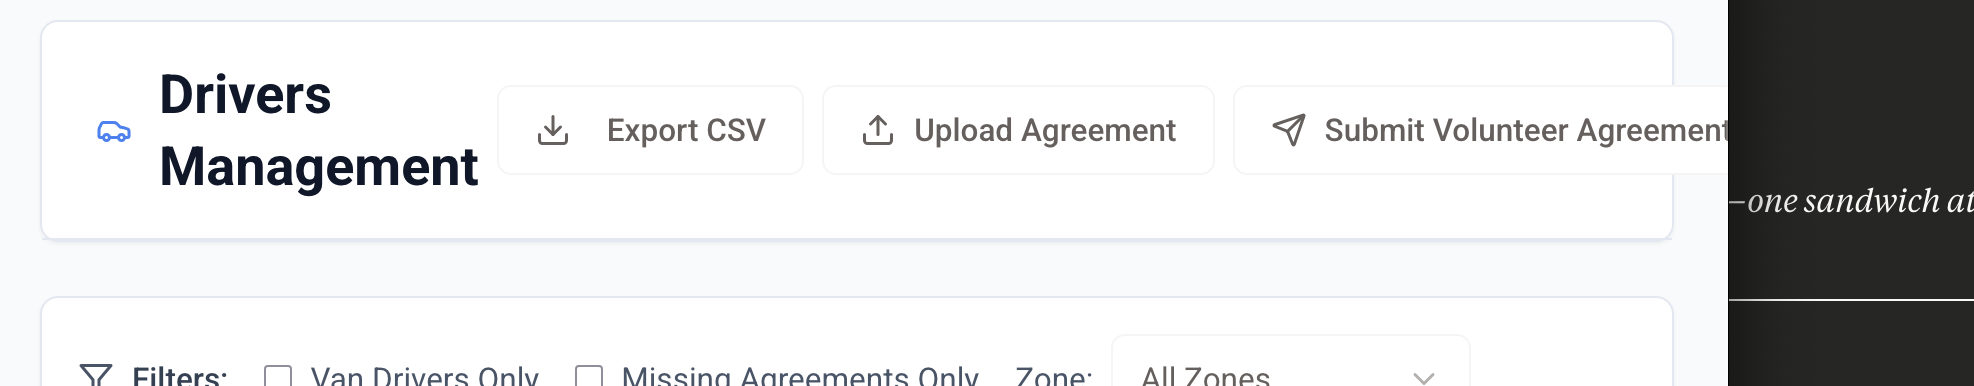 Drivers
Management
Export CSV
Upload Agreement
Submit Volunteer Agreement
—one sandwich at
Filters:
Van Drivers Only
Missing Agreements Only
Zone:
All Zones